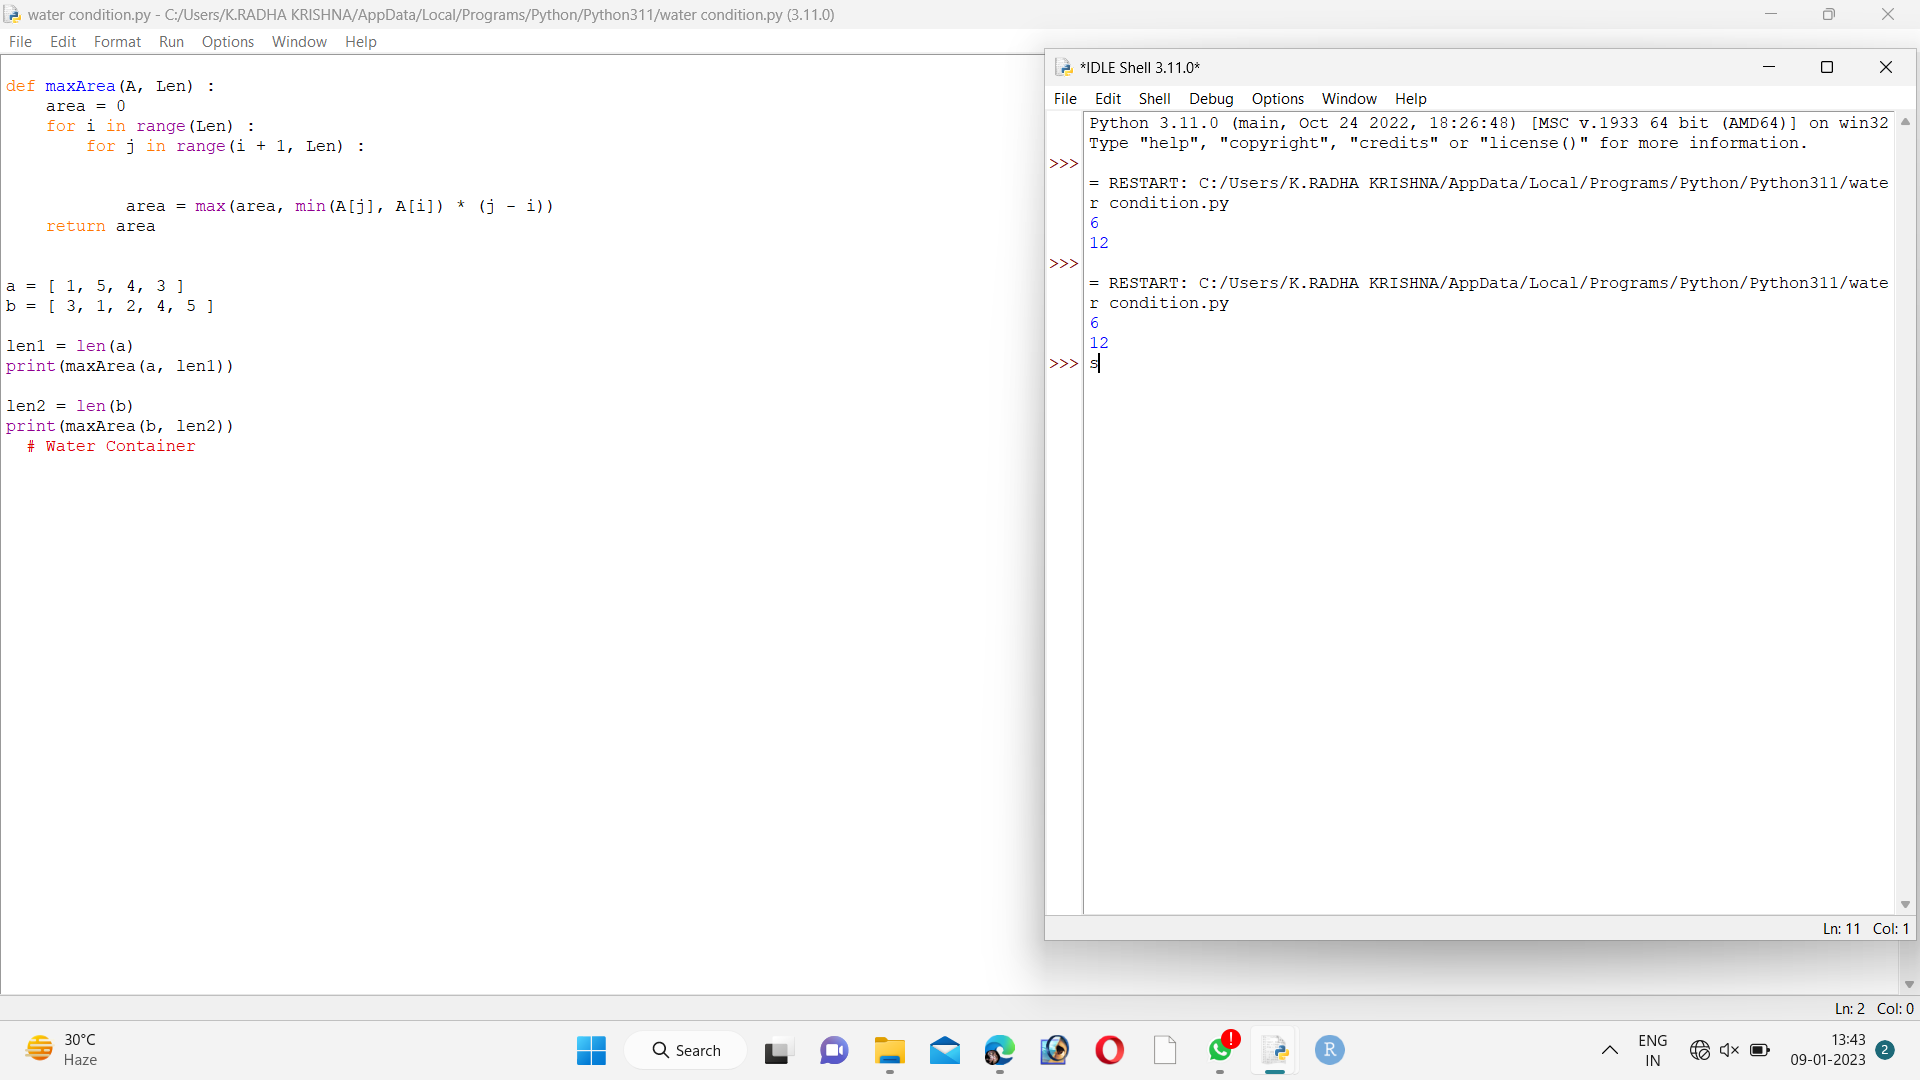 water condition.py - C:/Users/K.RADHA KRISHNA/AppData/Local/Programs/Python/Python311/water condition.py (3.11.0)
File Edit Format Run Options Window Help
def maxArea(A, Len) :
    area = 0
    for i in range(Len) :
        for j in range(i + 1, Len) :
            area = max(area, min(A[j], A[i]) * (j - i))
    return area
a = [ 1, 5, 4, 3 ]
b = [ 3, 1, 2, 4, 5 ]
len1 = len(a)
print(maxArea(a, len1))
len2 = len(b)
print(maxArea(b, len2))
  # Water Container
*IDLE Shell 3.11.0*
File Edit Shell Debug Options Window Help
Python 3.11.0 (main, Oct 24 2022, 18:26:48) [MSC v.1933 64 bit (AMD64)] on win32
Type "help", "copyright", "credits" or "license()" for more information.
>>>
= RESTART: C:/Users/K.RADHA KRISHNA/AppData/Local/Programs/Python/Python311/wate
r condition.py
6
12
>>>
= RESTART: C:/Users/K.RADHA KRISHNA/AppData/Local/Programs/Python/Python311/wate
r condition.py
6
12
>>> s
Ln: 11 Col: 1
Ln: 2 Col: 0
30°C
Haze
Search
R
ENG
IN
13:43
09-01-2023
2